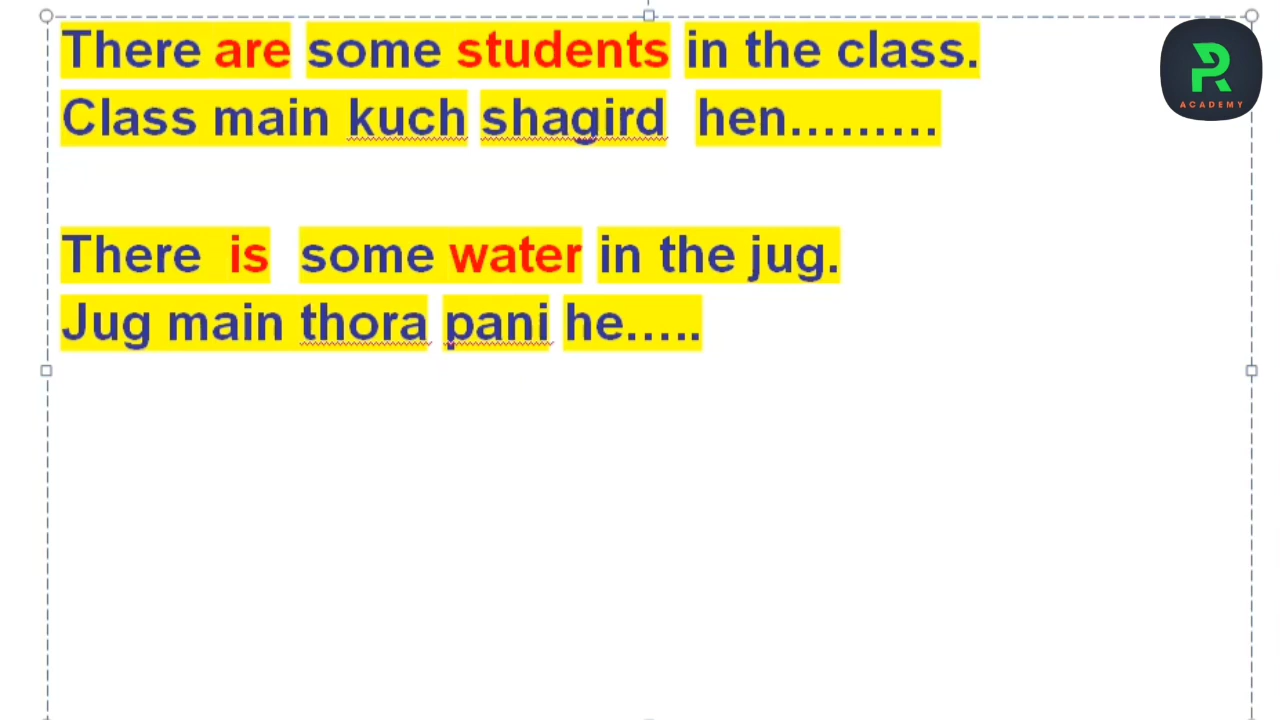 There are some students in the class.
Class main kuch shagird hen………
There is some water in the jug.
Jug main thora pani he…..
R
ACADEMY